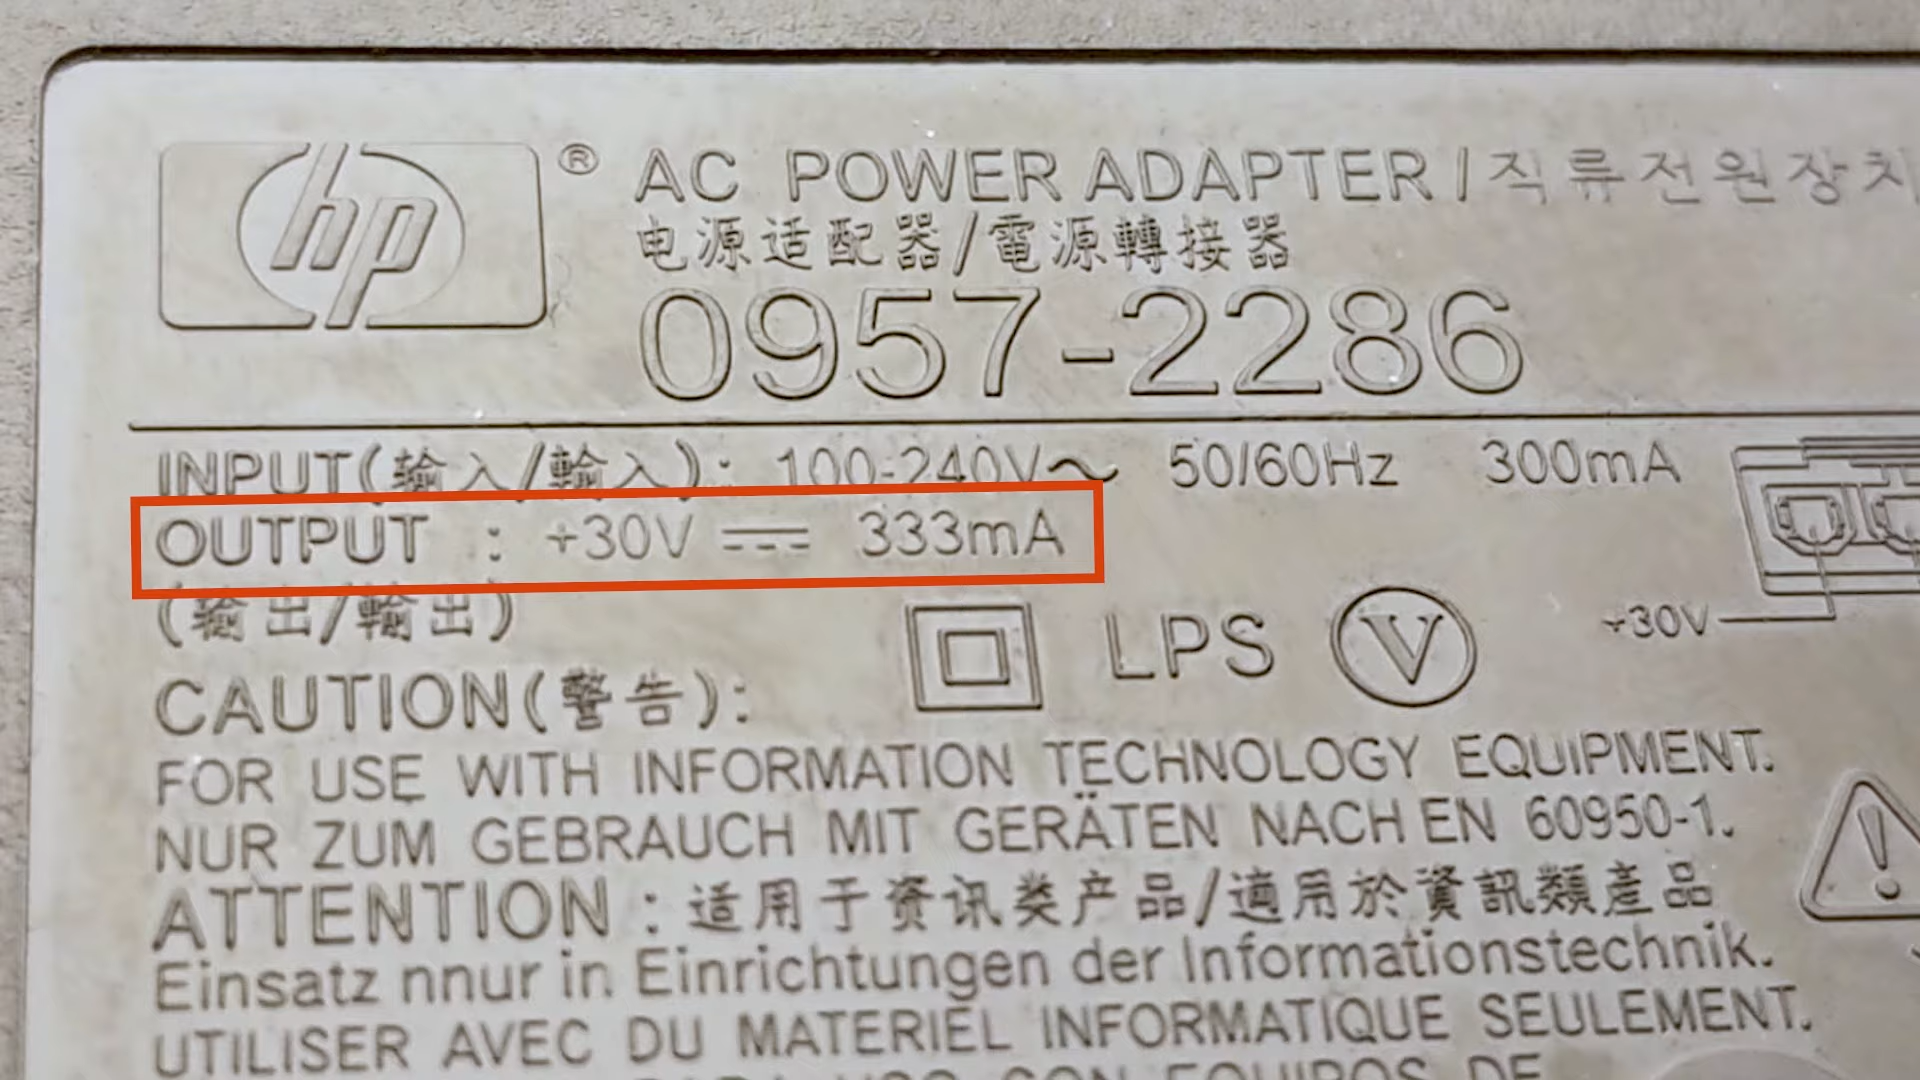 hp ® AC POWER ADAPTER / 직류전원장치
电源适配器/電源轉接器
0957-2286
INPUT(输入/輸入): 100-240V~ 50/60Hz 300mA
OUTPUT : +30V ⎓ 333mA
(输出/輸出)
LPS V
+30V
CAUTION(警告):
FOR USE WITH INFORMATION TECHNOLOGY EQUIPMENT.
NUR ZUM GEBRAUCH MIT GERÄTEN NACH EN 60950-1.
ATTENTION : 适用于资讯类产品/適用於資訊類產品
Einsatz nnur in Einrichtungen der Informationstechnik.
UTILISER AVEC DU MATERIEL INFORMATIQUE SEULEMENT.
USO CON EQUIPOS DE